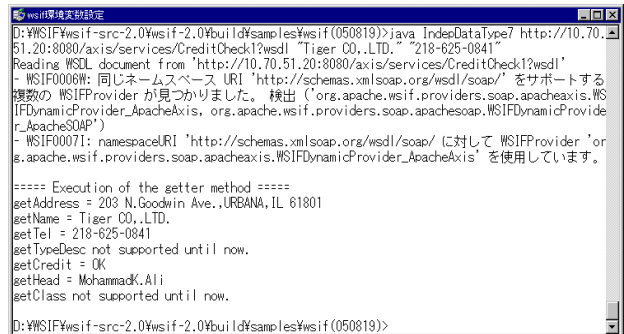 wsif環境変数設定
D:¥WSIF¥wsif-src-2.0¥wsif-2.0¥build¥samples¥wsif(050819)>java IndepDataType7 http://10.70.
51.20:8080/axis/services/CreditCheck1?wsdl "Tiger CO,.LTD." "218-625-0841"
Reading WSDL document from 'http://10.70.51.20:8080/axis/services/CreditCheck1?wsdl'
- WSIF0006W: 同じネームスペース URI 'http://schemas.xmlsoap.org/wsdl/soap/' をサポートする
複数の WSIFProvider が見つかりました。 検出 ('org.apache.wsif.providers.soap.apacheaxis.WS
IFDynamicProvider_ApacheAxis, org.apache.wsif.providers.soap.apachesoap.WSIFDynamicProvide
r_ApacheSOAP')
- WSIF0007I: namespaceURI 'http://schemas.xmlsoap.org/wsdl/soap/ に対して WSIFProvider 'or
g.apache.wsif.providers.soap.apacheaxis.WSIFDynamicProvider_ApacheAxis' を使用しています。
===== Execution of the getter method =====
getAddress = 203 N.Goodwin Ave.,URBANA,IL 61801
getName = Tiger CO,.LTD.
getTel = 218-625-0841
getTypeDesc not supported until now.
getCredit = OK
getHead = MohammadK.Ali
getClass not supported until now.
D:¥WSIF¥wsif-src-2.0¥wsif-2.0¥build¥samples¥wsif(050819)>